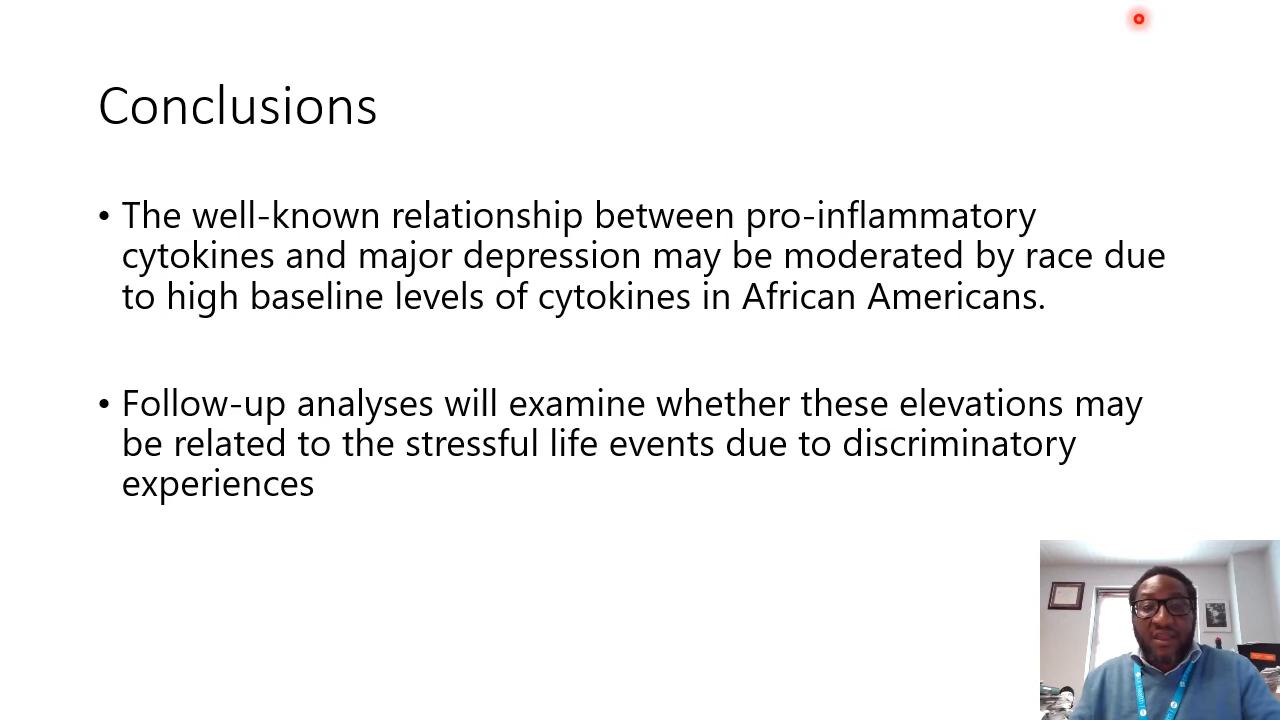 Conclusions
• The well-known relationship between pro-inflammatory
cytokines and major depression may be moderated by race due
to high baseline levels of cytokines in African Americans.
• Follow-up analyses will examine whether these elevations may
be related to the stressful life events due to discriminatory
experiences